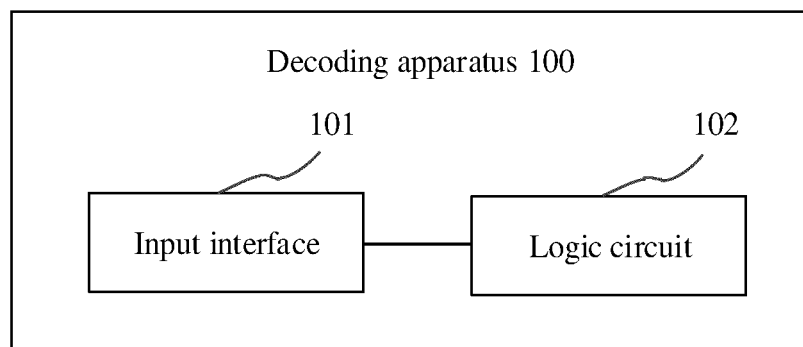 Decoding apparatus 100
101
102
Input interface
Logic circuit